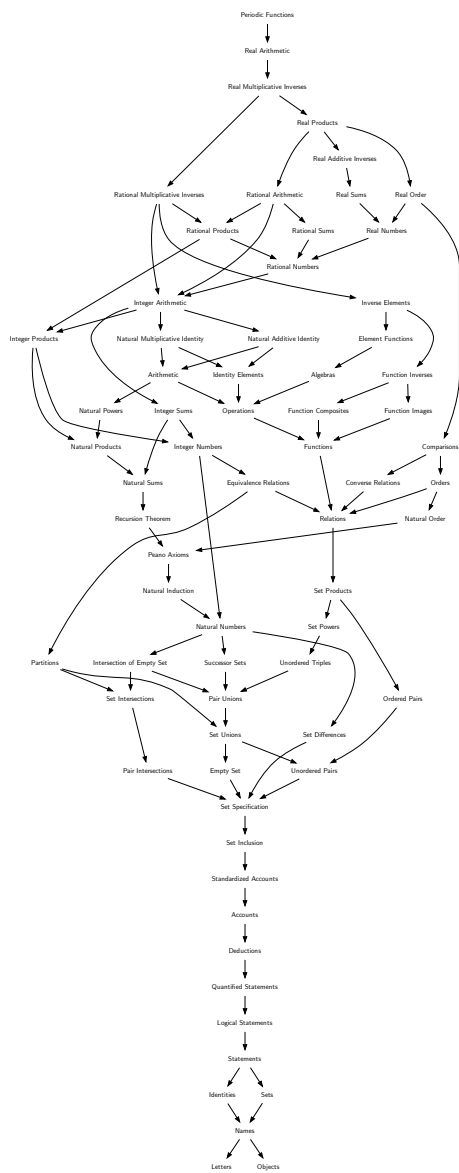 Periodic Functions
Real Arithmetic
Real Multiplicative Inverses
Real Products
Real Additive Inverses
Rational Multiplicative Inverses
Rational Arithmetic
Real Sums
Real Order
Rational Products
Rational Sums
Real Numbers
Rational Numbers
Integer Arithmetic
Inverse Elements
Integer Products
Natural Multiplicative Identity
Natural Additive Identity
Element Functions
Arithmetic
Identity Elements
Algebras
Function Inverses
Natural Powers
Integer Sums
Operations
Function Composites
Function Images
Natural Products
Integer Numbers
Functions
Comparisons
Natural Sums
Equivalence Relations
Converse Relations
Orders
Recursion Theorem
Relations
Natural Order
Peano Axioms
Natural Induction
Set Products
Natural Numbers
Set Powers
Partitions
Intersection of Empty Set
Successor Sets
Unordered Triples
Set Intersections
Pair Unions
Ordered Pairs
Set Unions
Set Differences
Pair Intersections
Empty Set
Unordered Pairs
Set Specification
Set Inclusion
Standardized Accounts
Accounts
Deductions
Quantified Statements
Logical Statements
Statements
Identities
Sets
Names
Letters
Objects